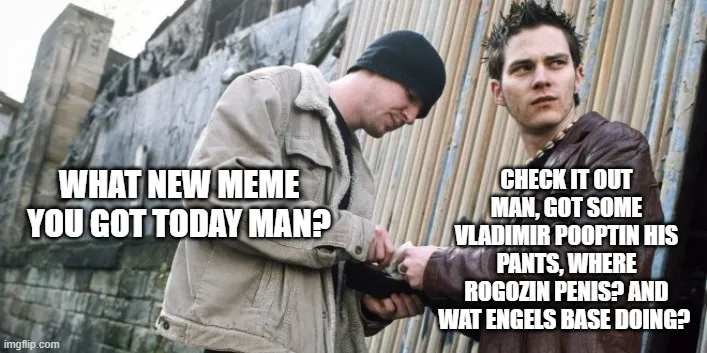 WHAT NEW MEME
YOU GOT TODAY MAN?
CHECK IT OUT
MAN, GOT SOME
VLADIMIR POOPTIN HIS
PANTS, WHERE
ROGOZIN PENIS? AND
WAT ENGELS BASE DOING?
imgflip.com